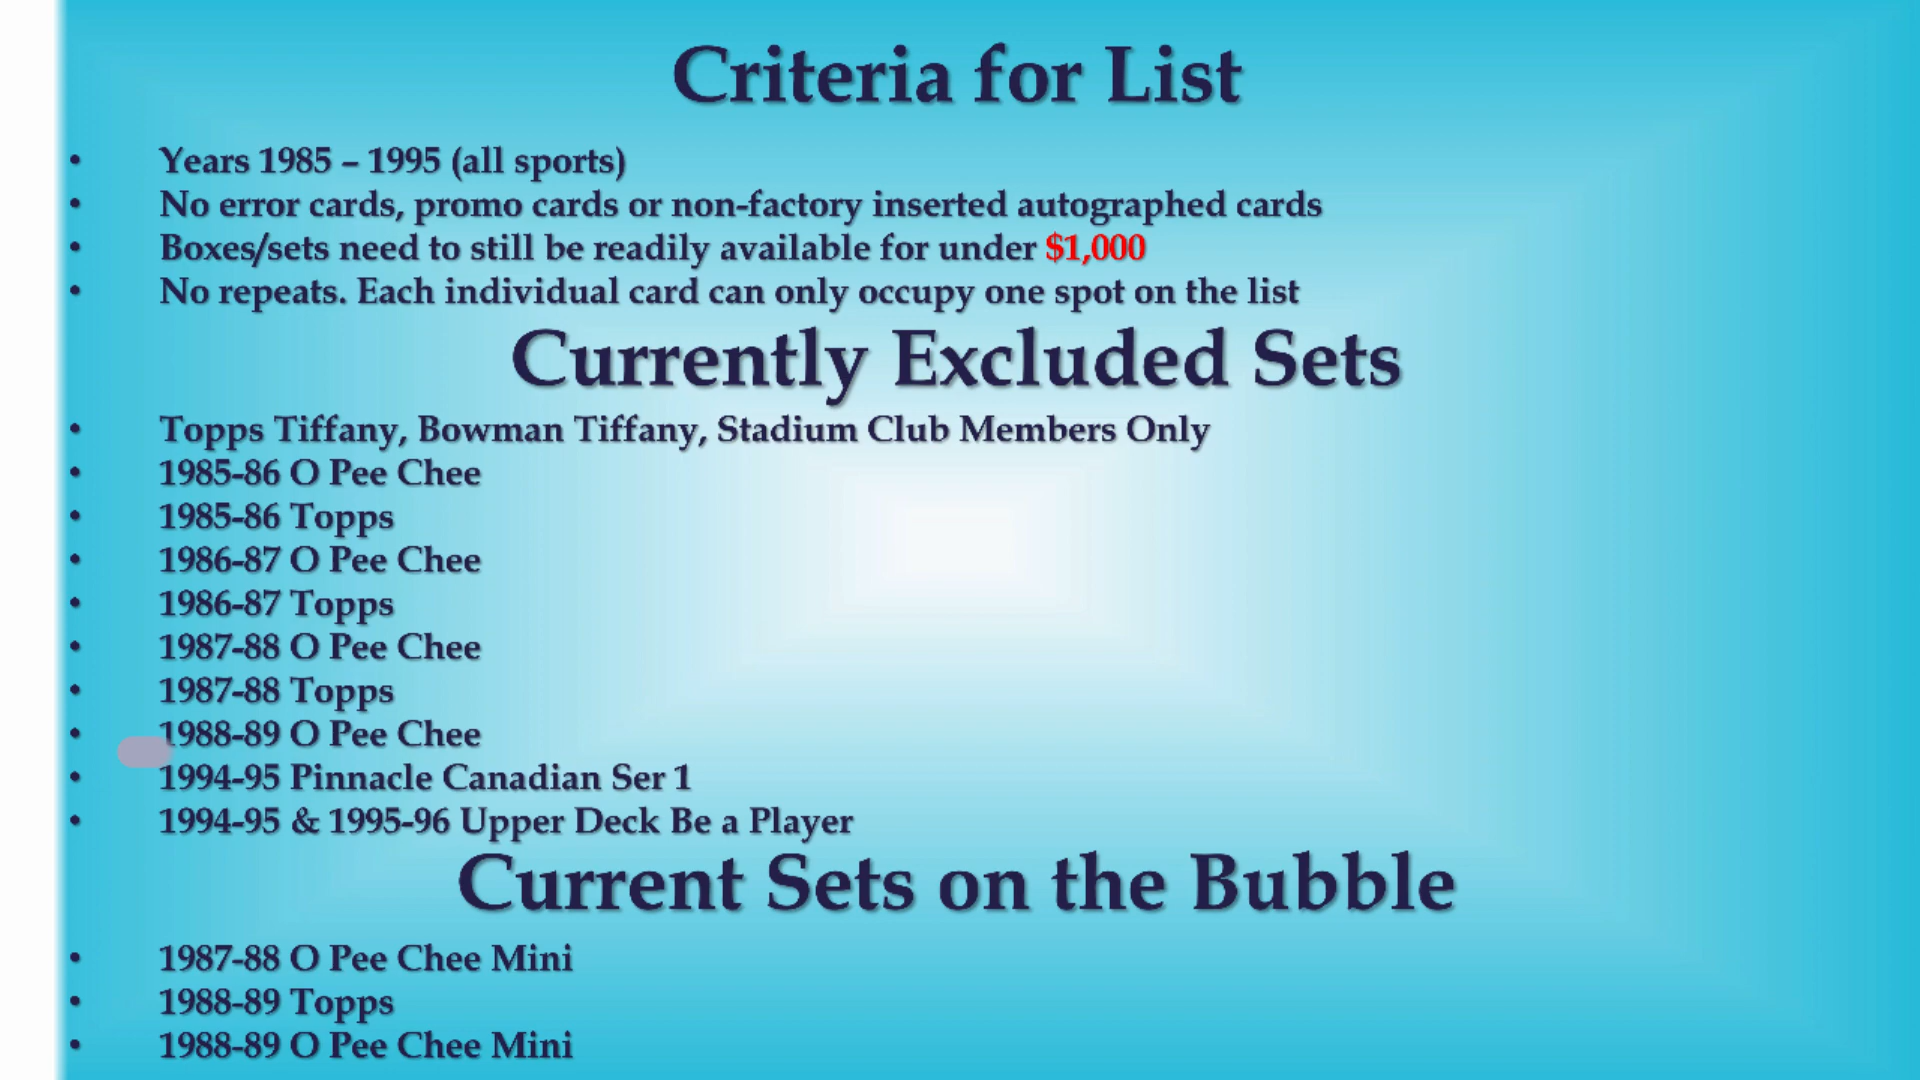 Criteria for List
• Years 1985 – 1995 (all sports)
• No error cards, promo cards or non-factory inserted autographed cards
• Boxes/sets need to still be readily available for under $1,000
• No repeats. Each individual card can only occupy one spot on the list
Currently Excluded Sets
• Topps Tiffany, Bowman Tiffany, Stadium Club Members Only
• 1985-86 O Pee Chee
• 1985-86 Topps
• 1986-87 O Pee Chee
• 1986-87 Topps
• 1987-88 O Pee Chee
• 1987-88 Topps
• 1988-89 O Pee Chee
• 1994-95 Pinnacle Canadian Ser 1
• 1994-95 & 1995-96 Upper Deck Be a Player
Current Sets on the Bubble
• 1987-88 O Pee Chee Mini
• 1988-89 Topps
• 1988-89 O Pee Chee Mini